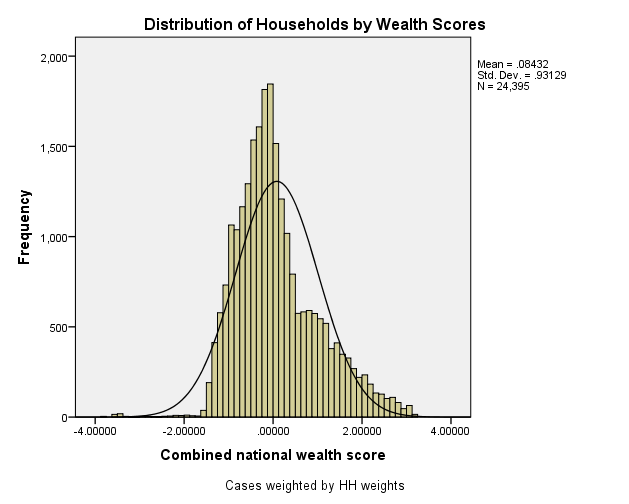 Distribution of Households by Wealth Scores
2,000
1,500
1,000
500
0
Frequency
-4.00000 -2.00000 .00000 2.00000 4.00000
Combined national wealth score
Cases weighted by HH weights
Mean = .08432
Std. Dev. = .93129
N = 24,395